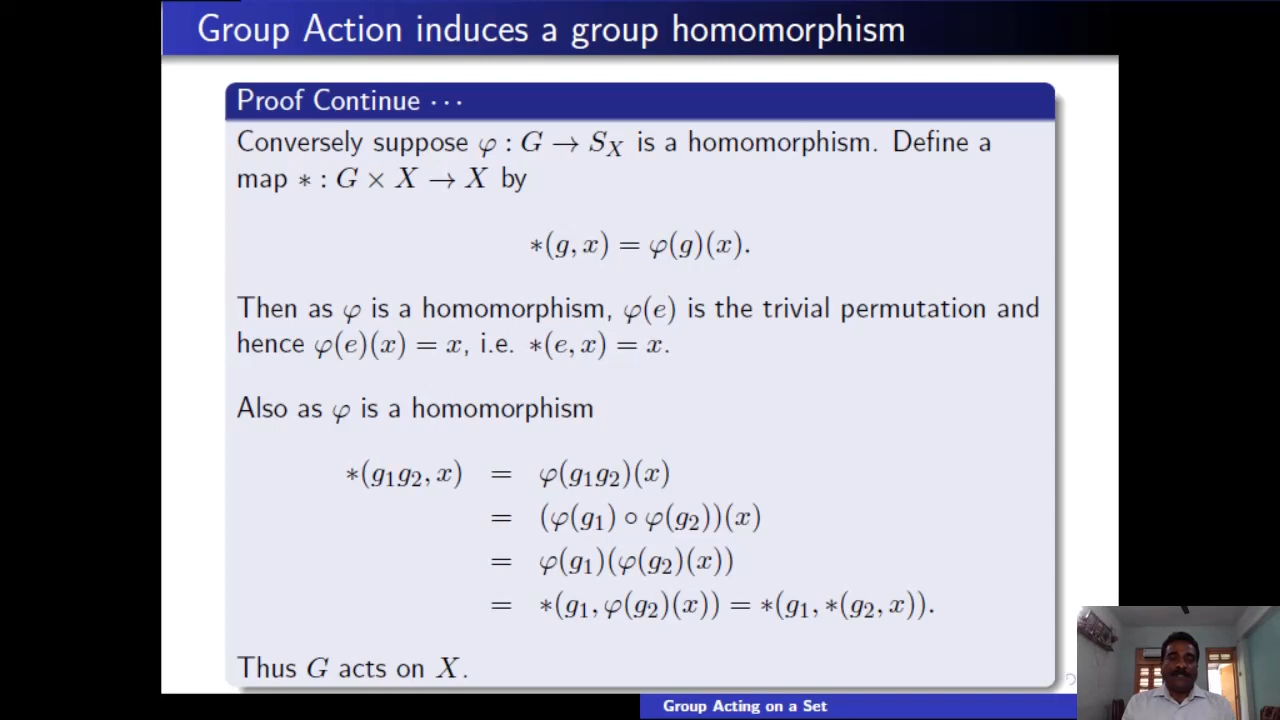 Group Action induces a group homomorphism
Proof Continue ⋯
Conversely suppose φ : G → S_X is a homomorphism. Define a
map ∗ : G × X → X by
∗(g, x) = φ(g)(x).
Then as φ is a homomorphism, φ(e) is the trivial permutation and
hence φ(e)(x) = x, i.e. ∗(e, x) = x.
Also as φ is a homomorphism
∗(g₁g₂, x) = φ(g₁g₂)(x)
= (φ(g₁) ∘ φ(g₂))(x)
= φ(g₁)(φ(g₂)(x))
= ∗(g₁, φ(g₂)(x)) = ∗(g₁, ∗(g₂, x)).
Thus G acts on X.
Group Acting on a Set